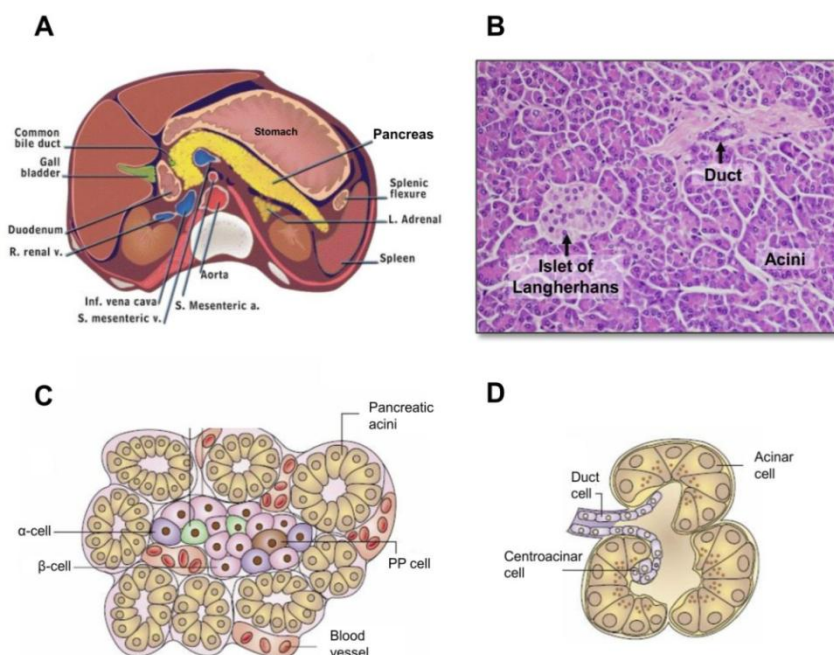 A
Stomach
Pancreas
Common
bile duct
Gall
bladder
Splenic
flexure
Duodenum
L. Adrenal
R. renal v.
Spleen
Aorta
Inf. vena cava
S. Mesenteric a.
S. mesenteric v.
B
Duct
Islet of
Langherhans
Acini
C
Pancreatic
acini
α-cell
β-cell
PP cell
Blood
vessel
D
Acinar
cell
Duct
cell
Centroacinar
cell